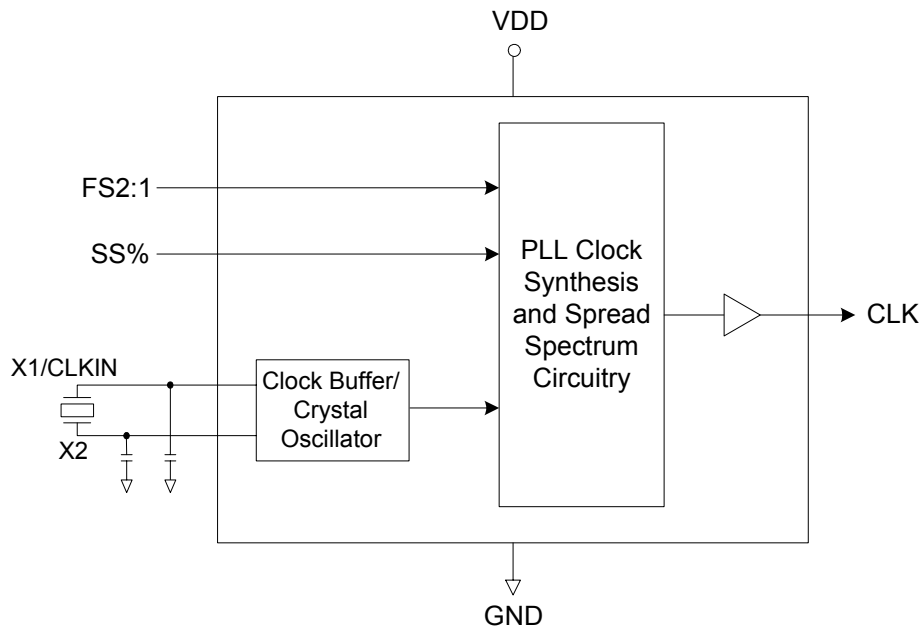 VDD
FS2:1
SS%
PLL Clock
Synthesis
and Spread
Spectrum
Circuitry
CLK
X1/CLKIN
X2
Clock Buffer/
Crystal
Oscillator
GND